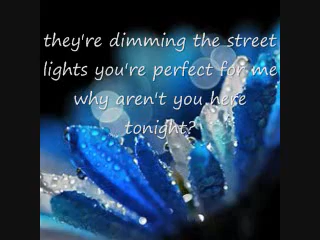 they're dimming the street
lights you're perfect for me
why aren't you here
tonight?